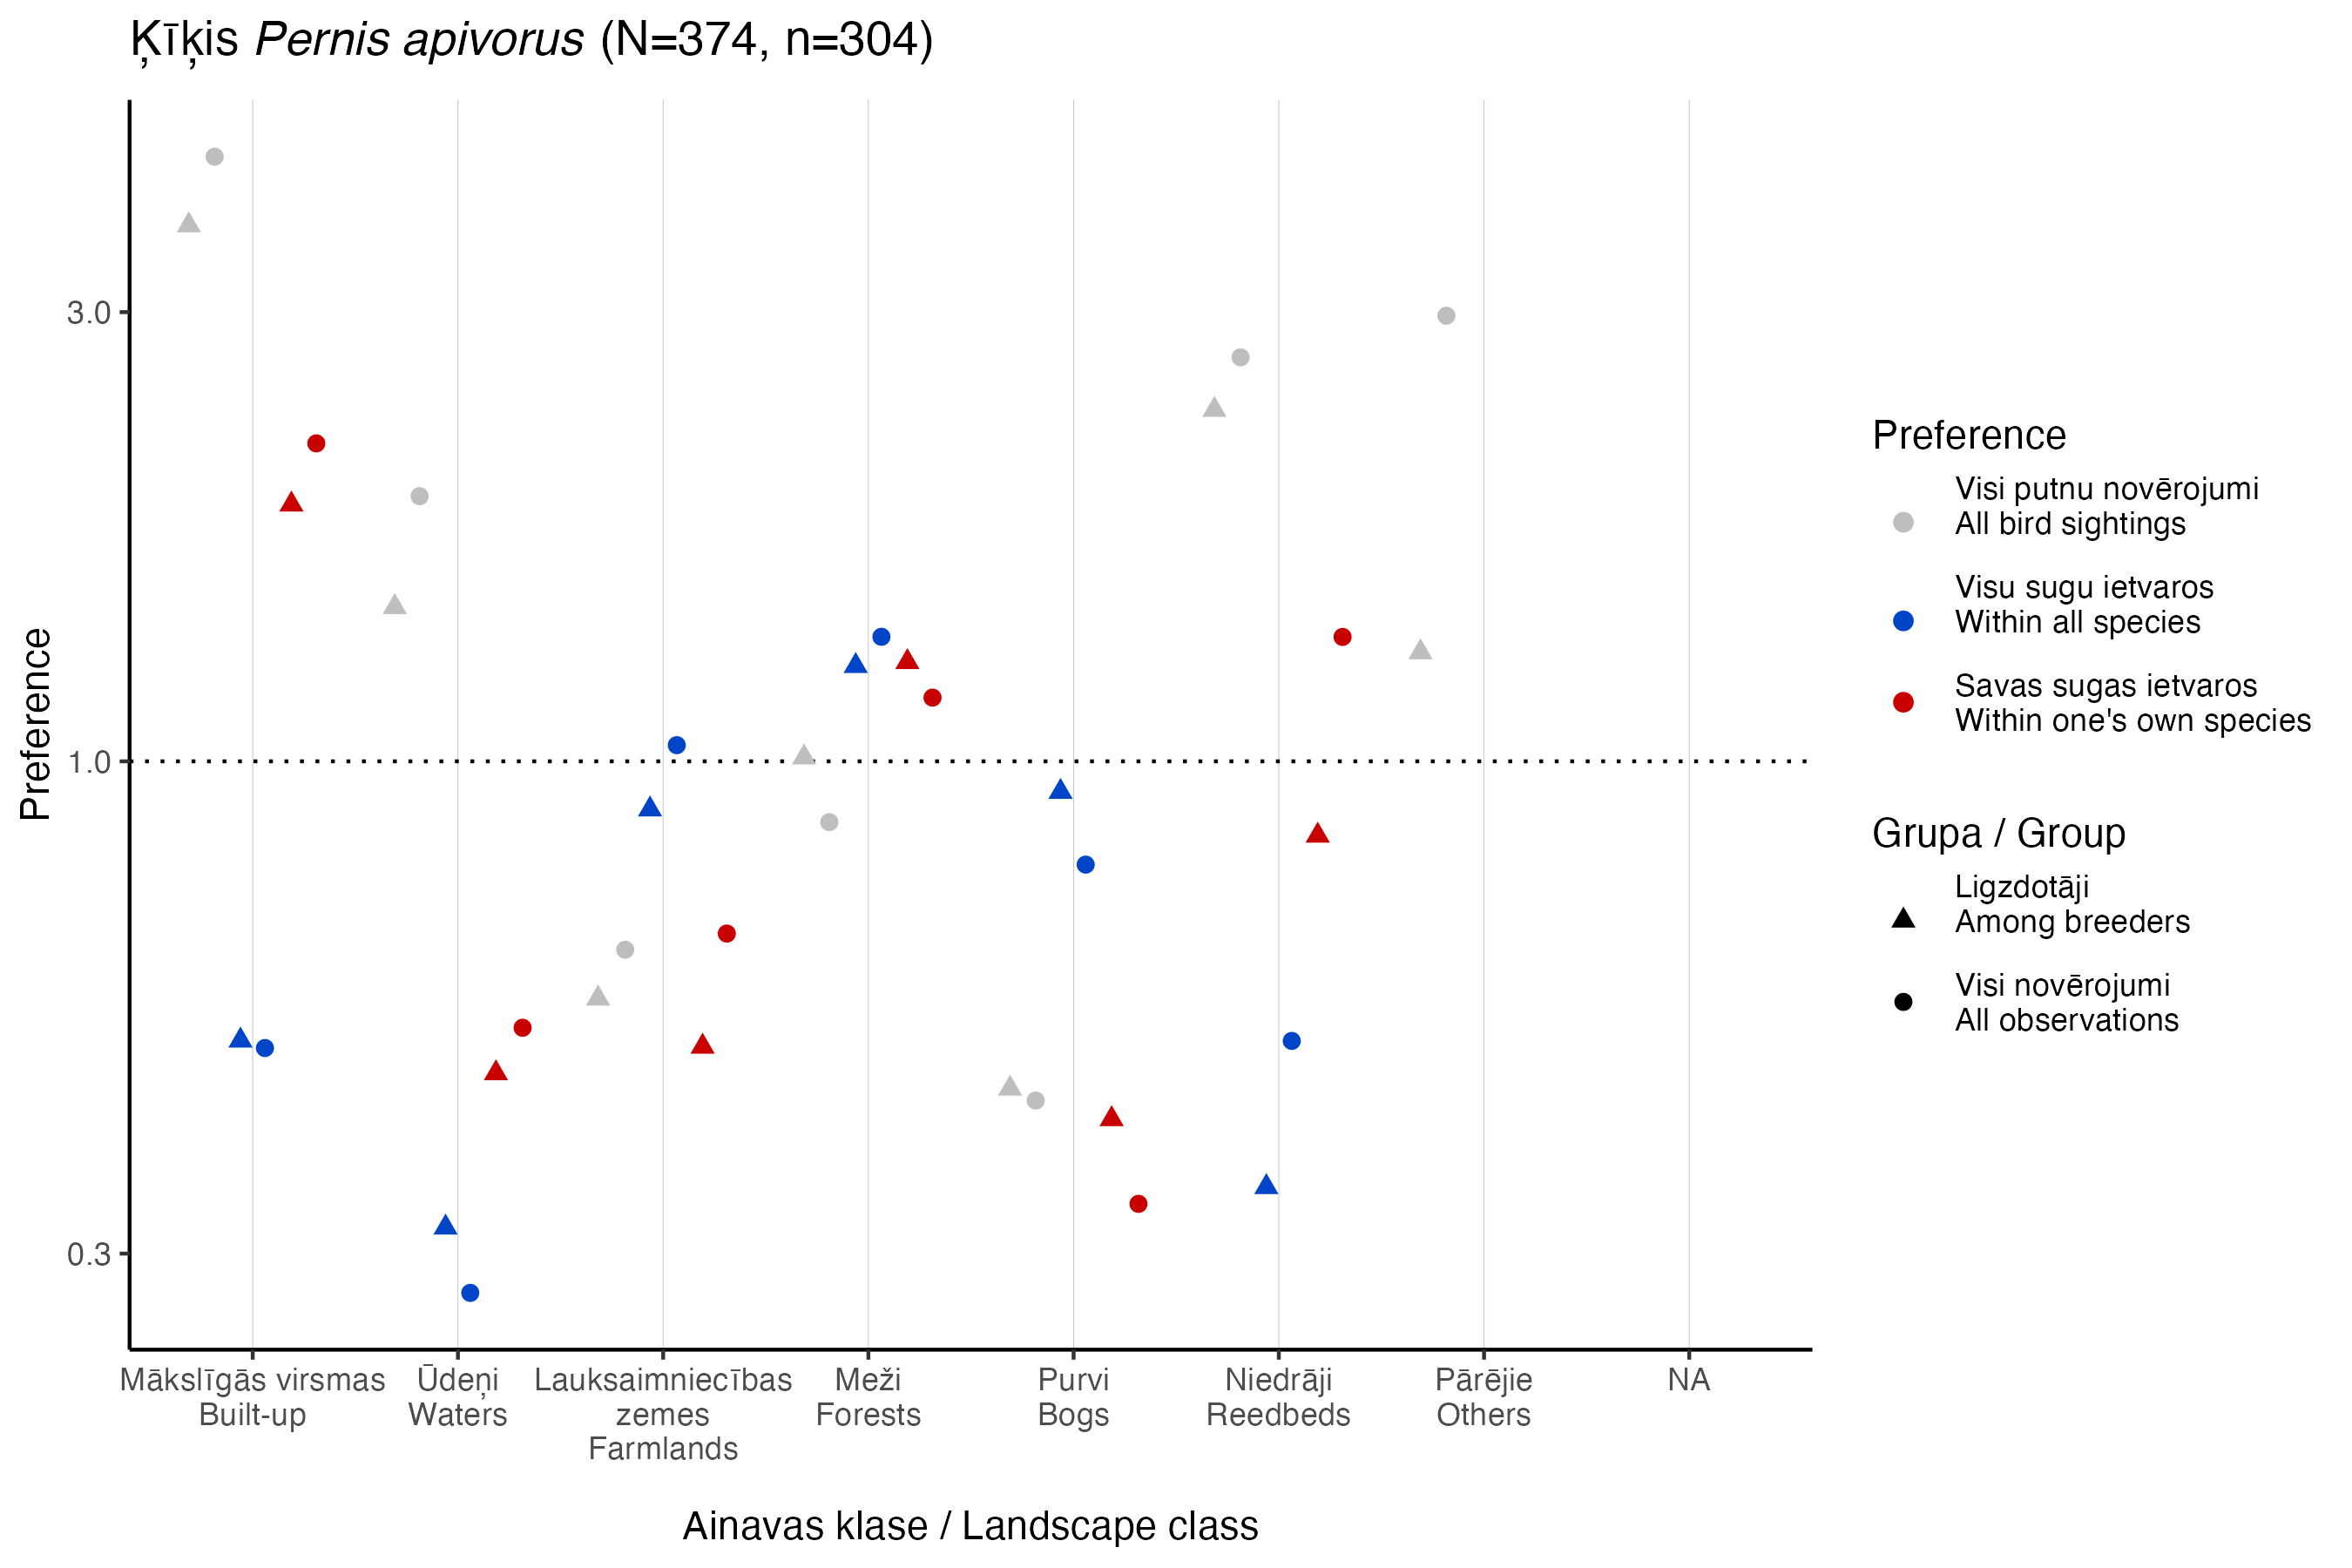 Ķīķis Pernis apivorus (N=374, n=304)
Preference
3.0
1.0
0.3
Mākslīgās virsmas
Built-up
Ūdeņi
Waters
Lauksaimniecības
zemes
Farmlands
Meži
Forests
Purvi
Bogs
Niedrāji
Reedbeds
Pārējie
Others
NA
Ainavas klase / Landscape class
Preference
Visi putnu novērojumi
All bird sightings
Visu sugu ietvaros
Within all species
Savas sugas ietvaros
Within one's own species
Grupa / Group
Ligzdotāji
Among breeders
Visi novērojumi
All observations